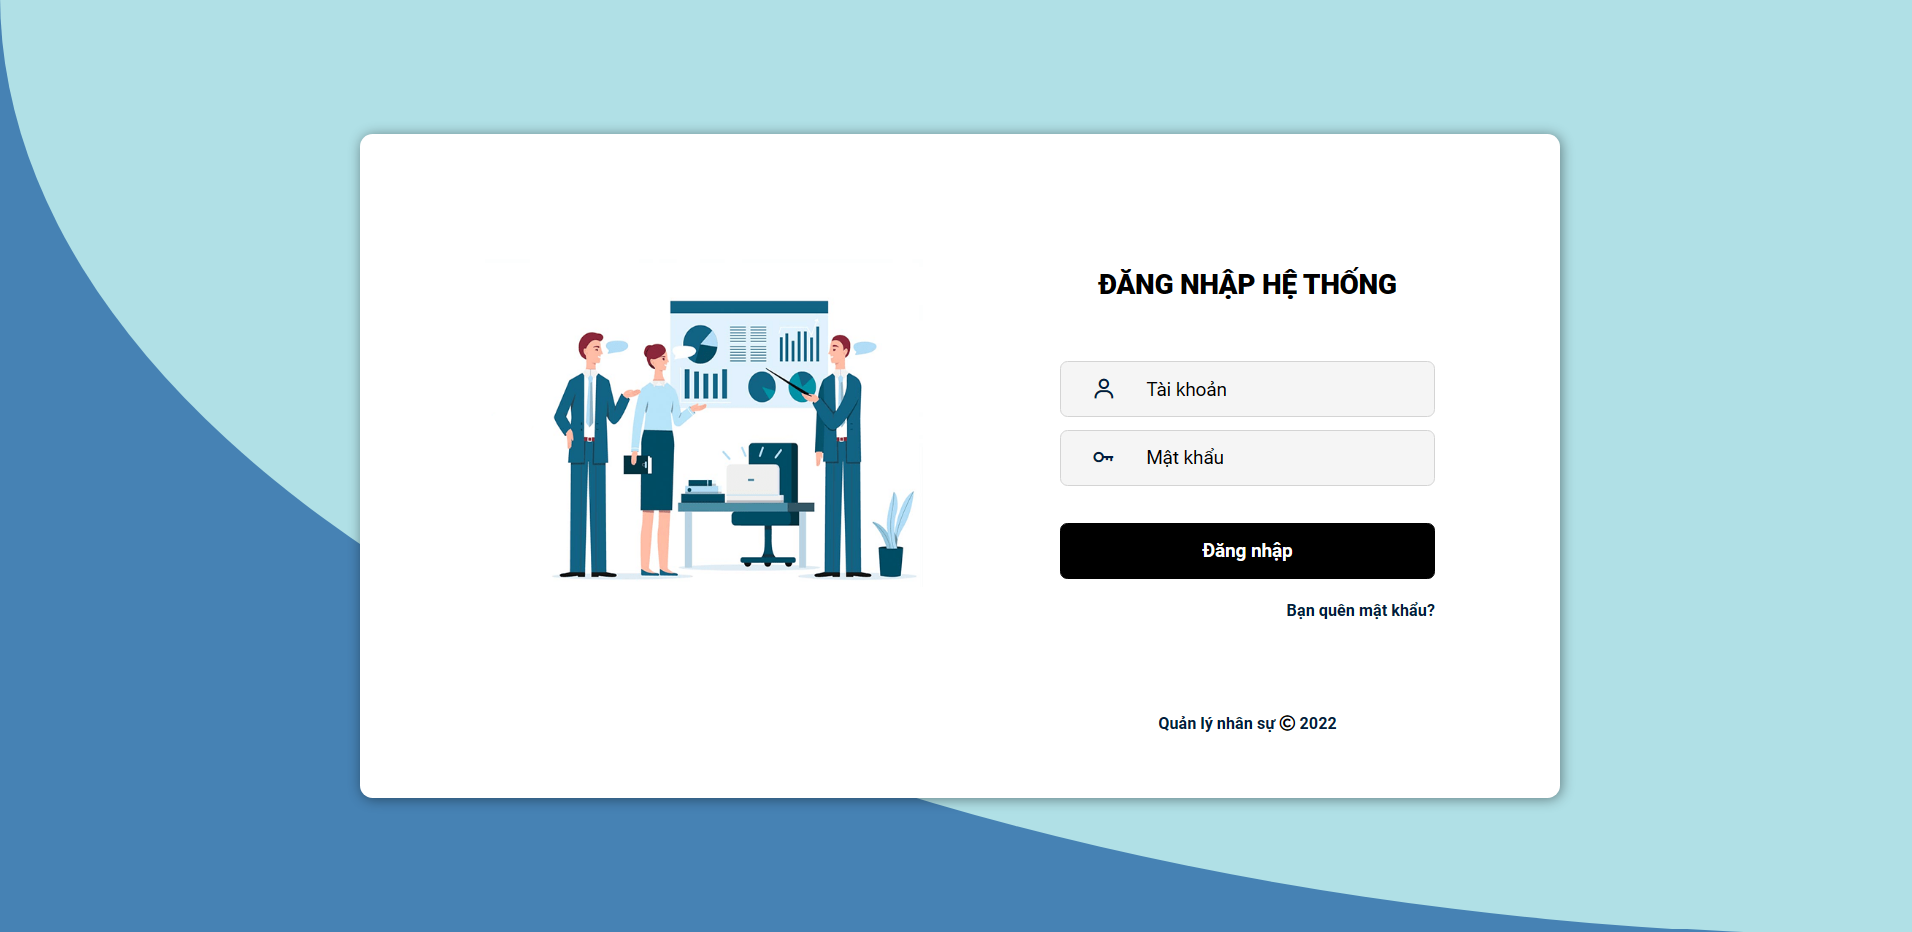 ĐĂNG NHẬP HỆ THỐNG
Tài khoản
Mật khẩu
Đăng nhập
Bạn quên mật khẩu?
Quản lý nhân sự © 2022